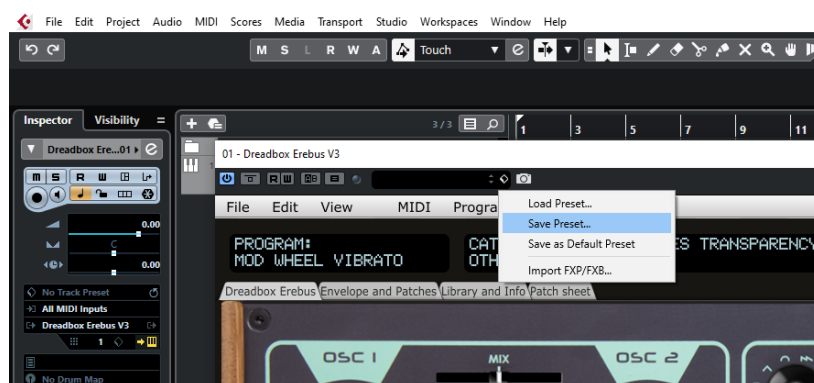 File Edit Project Audio MIDI Scores Media Transport Studio Workspaces Window Help
M S L R W A Touch
Inspector Visibility
3/3
1 3 5 7 9 11
Dreadbox Ere...01
01 - Dreadbox Erebus V3
m S R W
0.00
C
0.00
No Track Preset
All MIDI Inputs
Dreadbox Erebus V3
1
No Drum Map
File Edit View MIDI Progra
Load Preset...
Save Preset...
Save as Default Preset
Import FXP/FXB...
PROGRAM:
MOD WHEEL VIBRATO
CAT
OTH
ES TRANSPARENCY
Dreadbox Erebus Envelope and Patches Library and Info Patch sheet
OSC 1 MIX OSC 2